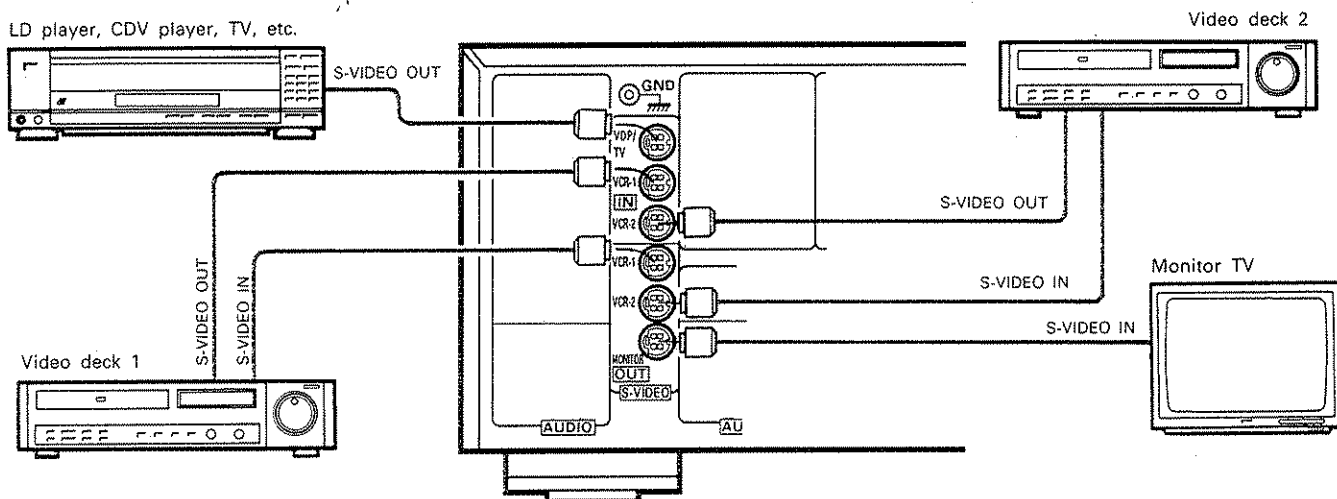 LD player, CDV player, TV, etc.
Video deck 2
S-VIDEO OUT
GND
VDP/
TV
VCR-1
IN
VCR-2
VCR-1
VCR-2
MONITOR
OUT
S-VIDEO
AUDIO
AU
S-VIDEO OUT
S-VIDEO IN
Monitor TV
S-VIDEO IN
S-VIDEO OUT
S-VIDEO IN
Video deck 1